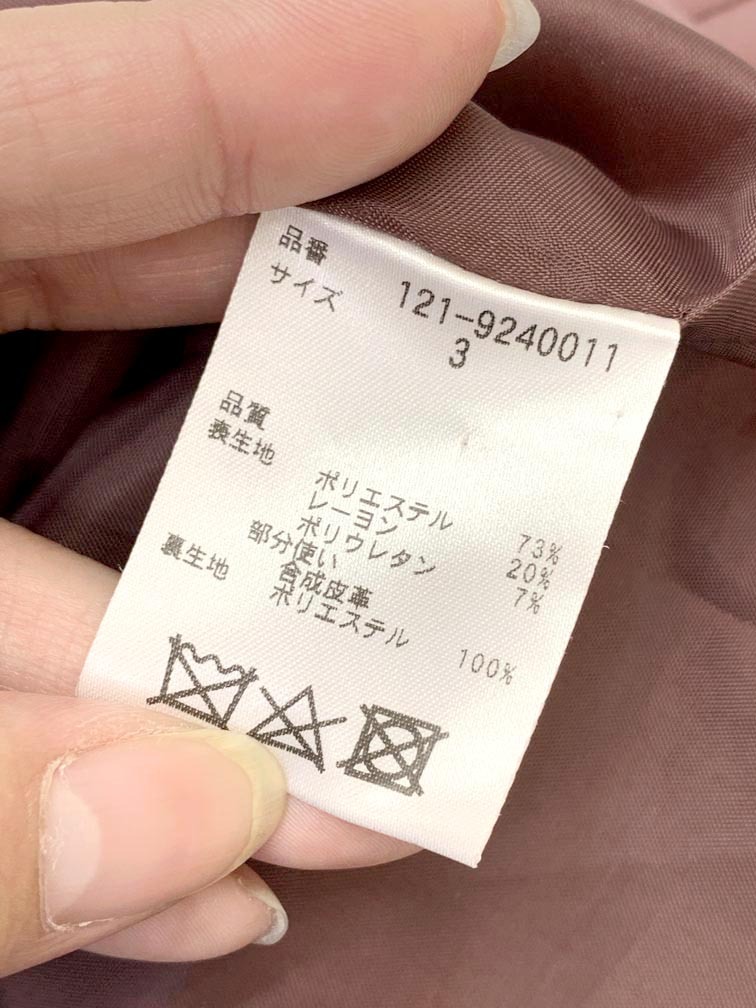 品番 121-9240011
サイズ 3
品質
表生地
ポリエステル 73%
レーヨン 20%
ポリウレタン 7%
部分使い 合成皮革
裏生地 ポリエステル 100%